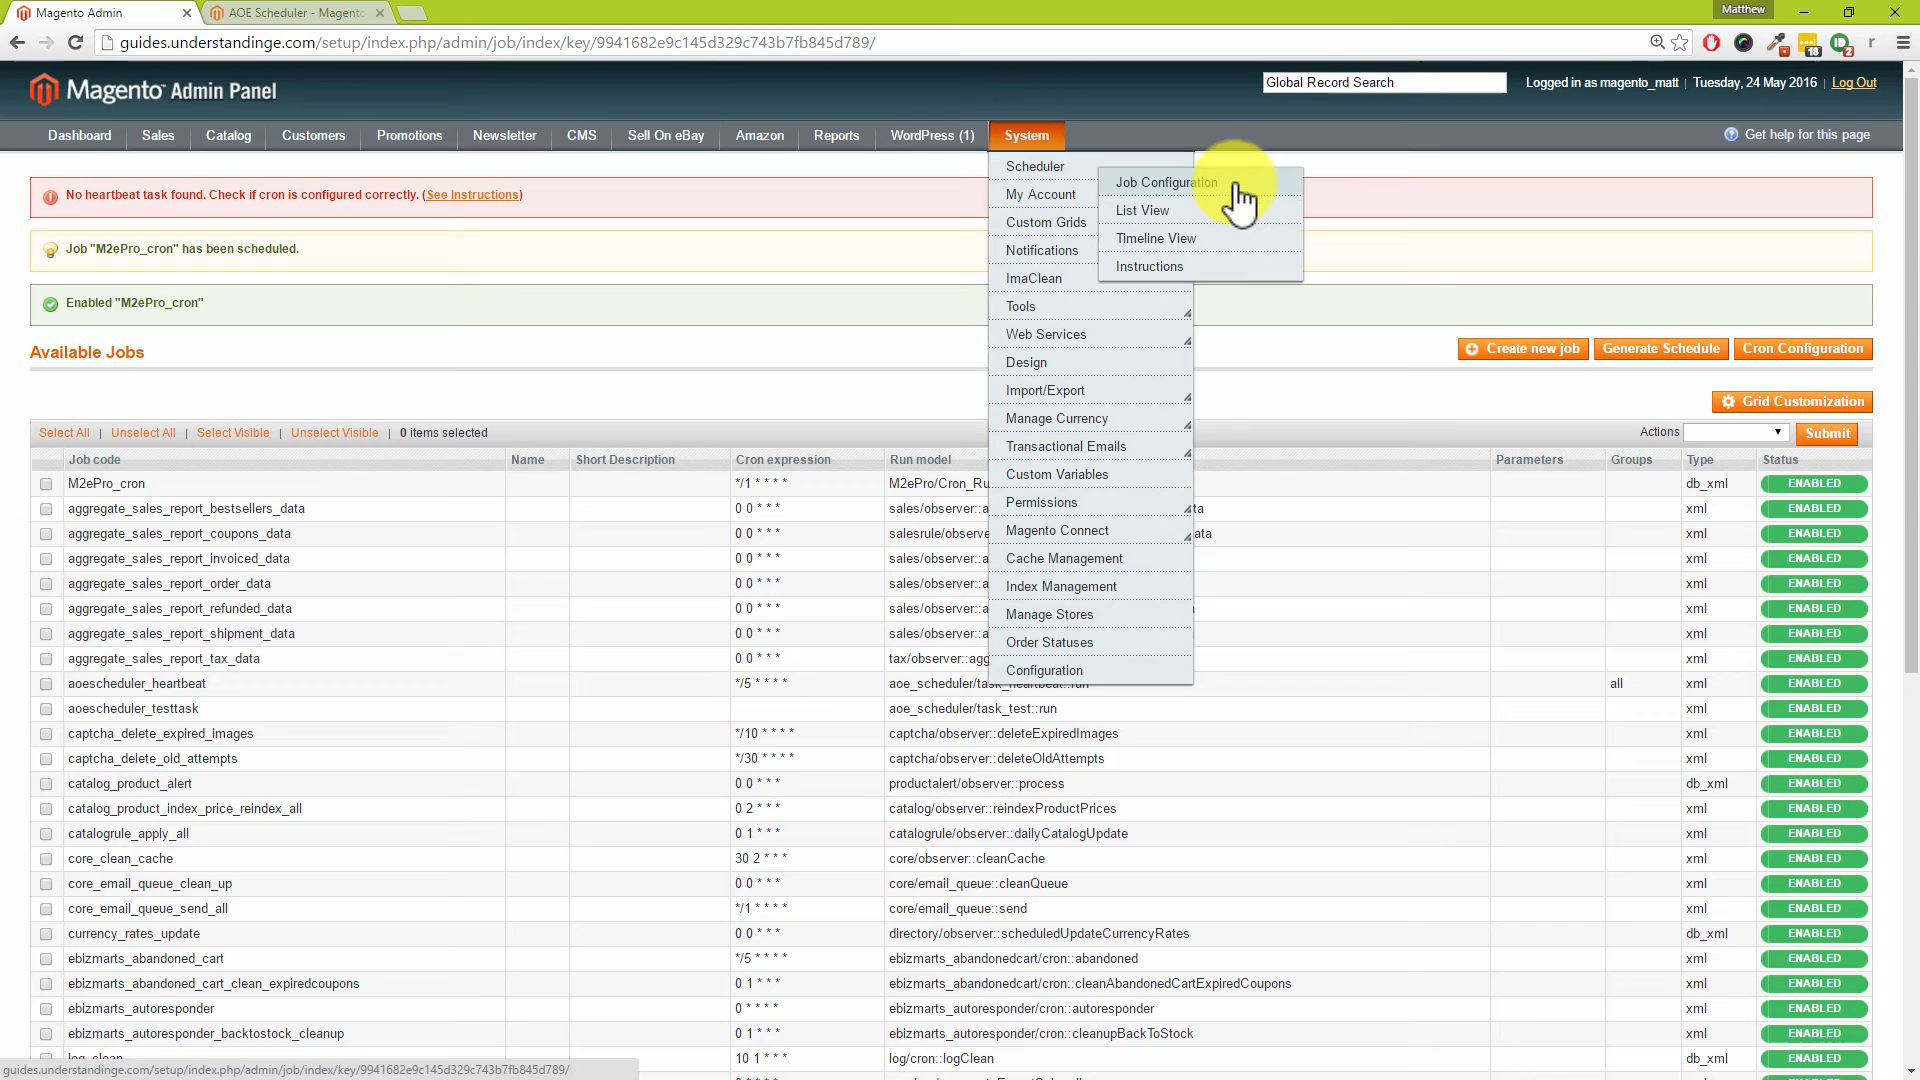 Magento Admin
AOE Scheduler - Magento
Matthew
guides.understandinge.com/setup/index.php/admin/job/index/key/9941682e9c145d329c743b7fb845d789/
18
2
Magento Admin Panel
Global Record Search
Logged in as magento_matt | Tuesday, 24 May 2016 | Log Out
Dashboard Sales Catalog Customers Promotions Newsletter CMS Sell On eBay Amazon Reports WordPress (1) System
Get help for this page
Scheduler
My Account
Custom Grids
Notifications
ImaClean
Tools
Web Services
Design
Import/Export
Manage Currency
Transactional Emails
Custom Variables
Permissions
Magento Connect
Cache Management
Index Management
Manage Stores
Order Statuses
Configuration
Job Configuration
List View
Timeline View
Instructions
No heartbeat task found. Check if cron is configured correctly. (See Instructions)
Job "M2ePro_cron" has been scheduled.
Enabled "M2ePro_cron"
Available Jobs
Create new job Generate Schedule Cron Configuration
Grid Customization
Select All | Unselect All | Select Visible | Unselect Visible | 0 items selected
Actions Submit
Job code Name Short Description Cron expression Run model Parameters Groups Type Status
M2ePro_cron */1 * * * * M2ePro/Cron_Ru db_xml ENABLED
aggregate_sales_report_bestsellers_data 0 0 * * * sales/observer::a ta xml ENABLED
aggregate_sales_report_coupons_data 0 0 * * * salesrule/observe ata xml ENABLED
aggregate_sales_report_invoiced_data 0 0 * * * sales/observer::a xml ENABLED
aggregate_sales_report_order_data 0 0 * * * sales/observer::a xml ENABLED
aggregate_sales_report_refunded_data 0 0 * * * sales/observer::a xml ENABLED
aggregate_sales_report_shipment_data 0 0 * * * sales/observer::a xml ENABLED
aggregate_sales_report_tax_data 0 0 * * * tax/observer::agg xml ENABLED
aoescheduler_heartbeat */5 * * * * aoe_scheduler/task_heartbeat::run all xml ENABLED
aoescheduler_testtask aoe_scheduler/task_test::run xml ENABLED
captcha_delete_expired_images */10 * * * * captcha/observer::deleteExpiredImages xml ENABLED
captcha_delete_old_attempts */30 * * * * captcha/observer::deleteOldAttempts xml ENABLED
catalog_product_alert 0 0 * * * productalert/observer::process db_xml ENABLED
catalog_product_index_price_reindex_all 0 2 * * * catalog/observer::reindexProductPrices xml ENABLED
catalogrule_apply_all 0 1 * * * catalogrule/observer::dailyCatalogUpdate xml ENABLED
core_clean_cache 30 2 * * * core/observer::cleanCache xml ENABLED
core_email_queue_clean_up 0 0 * * * core/email_queue::cleanQueue xml ENABLED
core_email_queue_send_all */1 * * * * core/email_queue::send xml ENABLED
currency_rates_update 0 0 * * * directory/observer::scheduledUpdateCurrencyRates db_xml ENABLED
ebizmarts_abandoned_cart */5 * * * * ebizmarts_abandonedcart/cron::abandoned xml ENABLED
ebizmarts_abandoned_cart_clean_expiredcoupons 0 1 * * * ebizmarts_abandonedcart/cron::cleanAbandonedCartExpiredCoupons xml ENABLED
ebizmarts_autoresponder 0 * * * * ebizmarts_autoresponder/cron::autoresponder xml ENABLED
ebizmarts_autoresponder_backtostock_cleanup 0 1 * * * ebizmarts_autoresponder/cron::cleanupBackToStock xml ENABLED
log_clean 10 1 * * * log/cron::logClean db_xml ENABLED
guides.understandinge.com/setup/index.php/admin/job/index/key/9941682e9c145d329c743b7fb845d789/